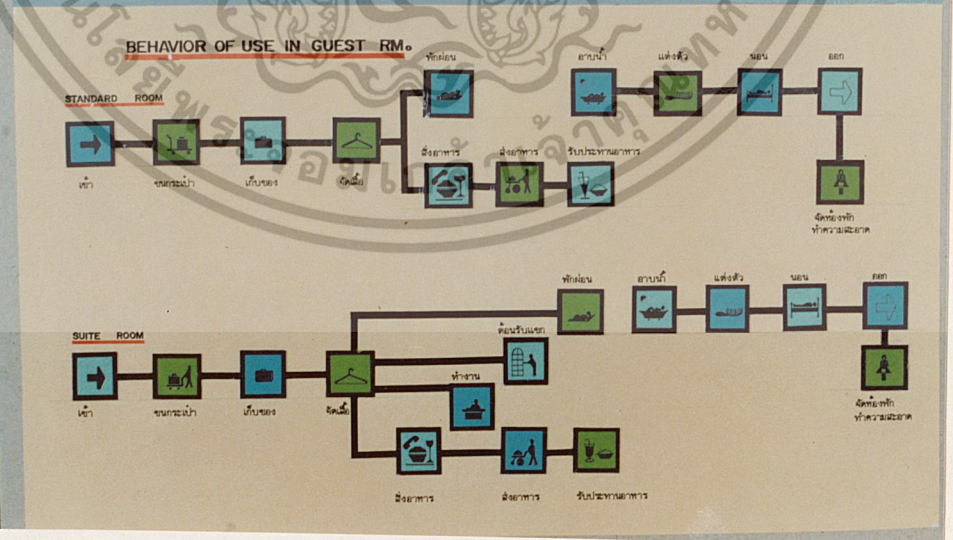 BEHAVIOR OF USE IN GUEST RM.
STANDARD ROOM
พักผ่อน
อาบน้ำ
แต่งตัว
นอน
ออก
เข้า
ขนกระเป๋า
เก็บของ
จัดเสื้อ
สั่งอาหาร
ส่งอาหาร
รับประทานอาหาร
จัดห้องพัก
ทำความสะอาด
SUITE ROOM
พักผ่อน
อาบน้ำ
แต่งตัว
นอน
ออก
ต้อนรับแขก
ทำงาน
เข้า
ขนกระเป๋า
เก็บของ
จัดเสื้อ
จัดห้องพัก
ทำความสะอาด
สั่งอาหาร
ส่งอาหาร
รับประทานอาหาร